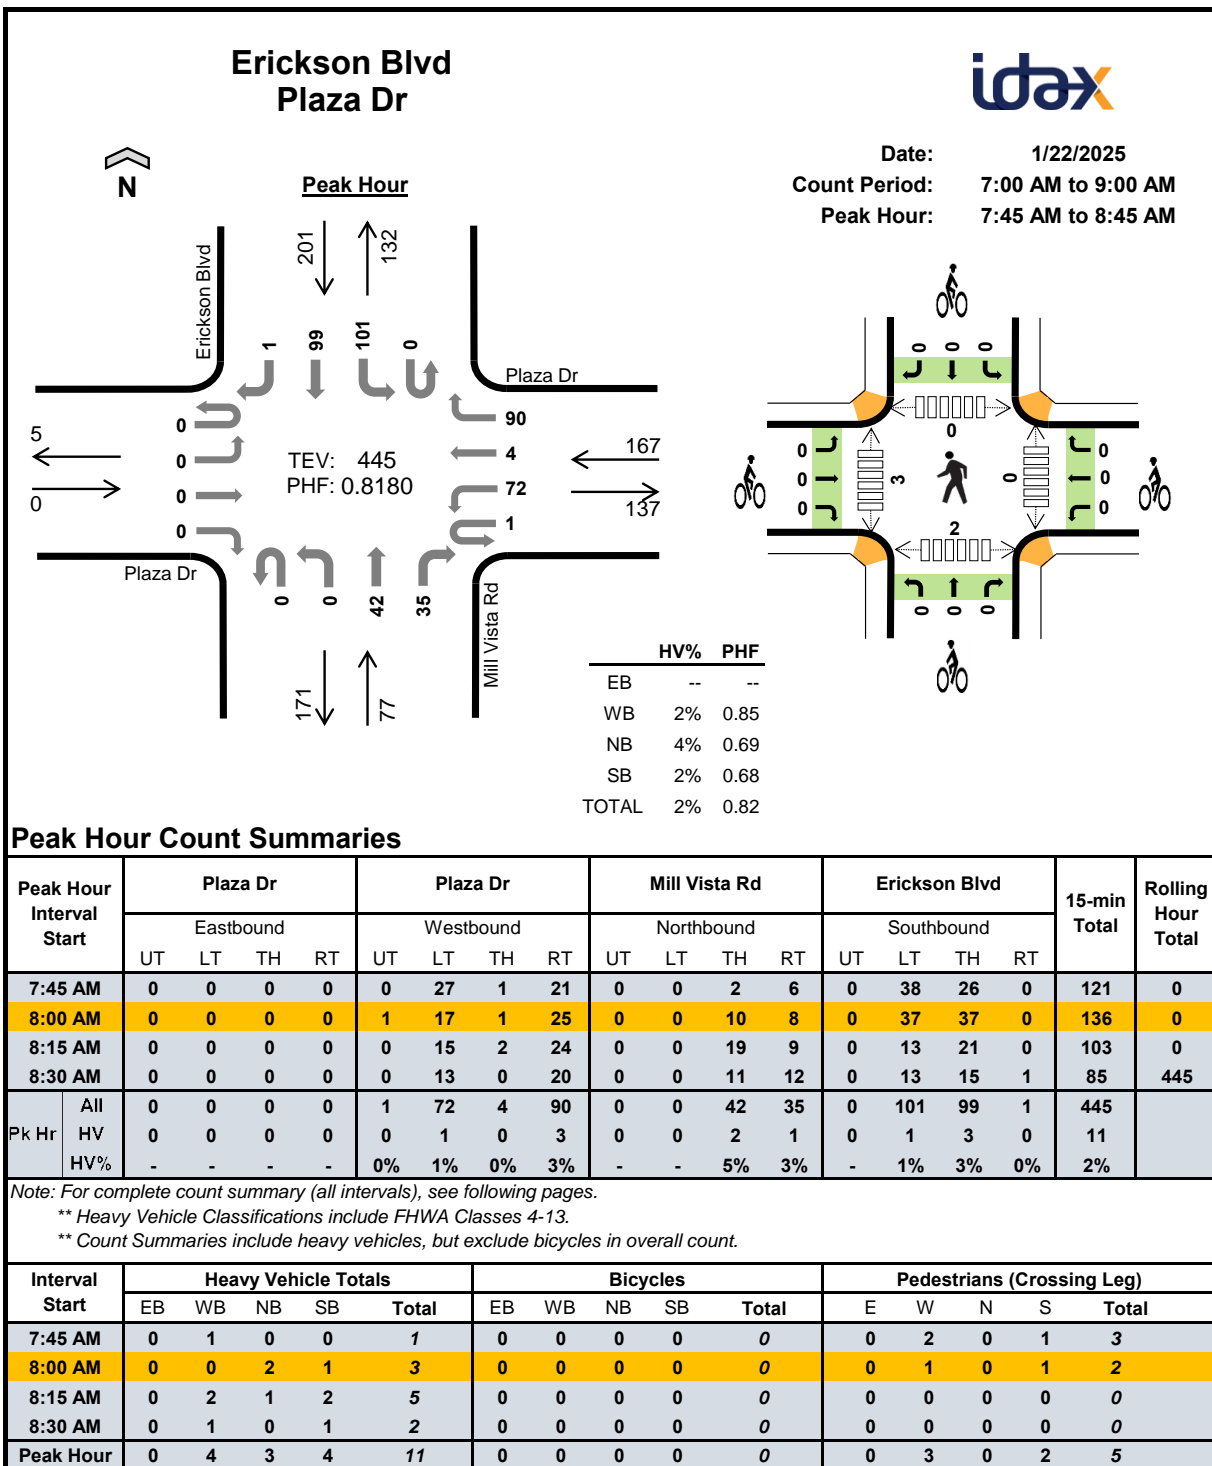 Erickson Blvd
Plaza Dr
idax
Date: 1/22/2025
Count Period: 7:00 AM to 9:00 AM
Peak Hour: 7:45 AM to 8:45 AM
N
Peak Hour
201
132
Erickson Blvd
1 99 101 0
Plaza Dr
0
0
0
0
5
0
TEV: 445
PHF: 0.8180
90
4
72
1
167
137
Plaza Dr
0 0 42 35
Mill Vista Rd
171
77
0 0 0
0
0
0
0
3
0
2
0
0
0
0 0 0
HV% PHF
EB -- --
WB 2% 0.85
NB 4% 0.69
SB 2% 0.68
TOTAL 2% 0.82
Peak Hour Count Summaries
Peak Hour Interval Start Plaza Dr Plaza Dr Mill Vista Rd Erickson Blvd 15-min Total Rolling Hour Total
Eastbound Westbound Northbound Southbound
UT LT TH RT UT LT TH RT UT LT TH RT UT LT TH RT
7:45 AM 0 0 0 0 0 27 1 21 0 0 2 6 0 38 26 0 121 0
8:00 AM 0 0 0 0 1 17 1 25 0 0 10 8 0 37 37 0 136 0
8:15 AM 0 0 0 0 0 15 2 24 0 0 19 9 0 13 21 0 103 0
8:30 AM 0 0 0 0 0 13 0 20 0 0 11 12 0 13 15 1 85 445
Pk Hr All 0 0 0 0 1 72 4 90 0 0 42 35 0 101 99 1 445
HV 0 0 0 0 0 1 0 3 0 0 2 1 0 1 3 0 11
HV% - - - - 0% 1% 0% 3% - - 5% 3% - 1% 3% 0% 2%
Note: For complete count summary (all intervals), see following pages.
** Heavy Vehicle Classifications include FHWA Classes 4-13.
** Count Summaries include heavy vehicles, but exclude bicycles in overall count.
Interval Start Heavy Vehicle Totals Bicycles Pedestrians (Crossing Leg)
EB WB NB SB Total EB WB NB SB Total E W N S Total
7:45 AM 0 1 0 0 1 0 0 0 0 0 0 2 0 1 3
8:00 AM 0 0 2 1 3 0 0 0 0 0 0 1 0 1 2
8:15 AM 0 2 1 2 5 0 0 0 0 0 0 0 0 0 0
8:30 AM 0 1 0 1 2 0 0 0 0 0 0 0 0 0 0
Peak Hour 0 4 3 4 11 0 0 0 0 0 0 3 0 2 5